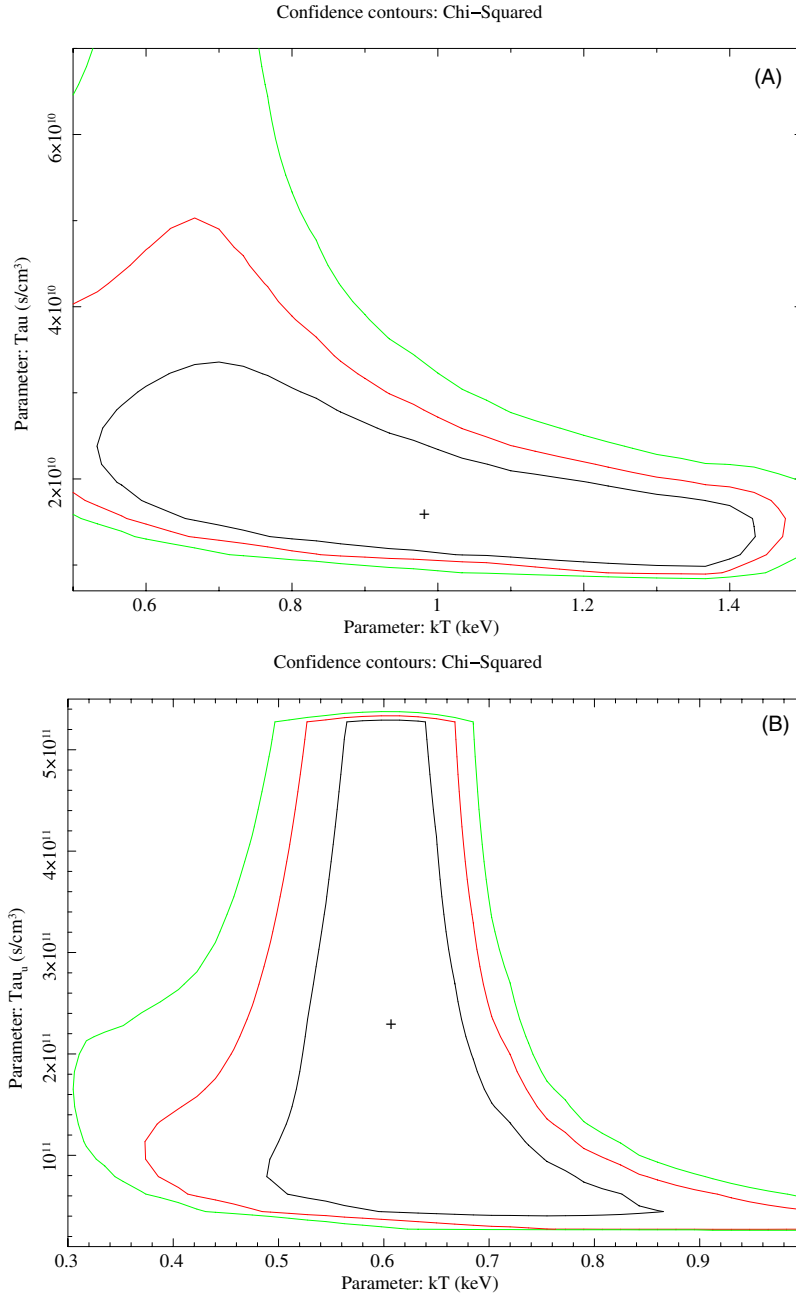 Confidence contours: Chi−Squared
(A)
Parameter: Tau (s/cm³)
6×10¹⁰
4×10¹⁰
2×10¹⁰
0.6 0.8 1 1.2 1.4
Parameter: kT (keV)
Confidence contours: Chi−Squared
(B)
Parameter: Tauᵤ (s/cm³)
5×10¹¹
4×10¹¹
3×10¹¹
2×10¹¹
10¹¹
0.3 0.4 0.5 0.6 0.7 0.8 0.9
Parameter: kT (keV)